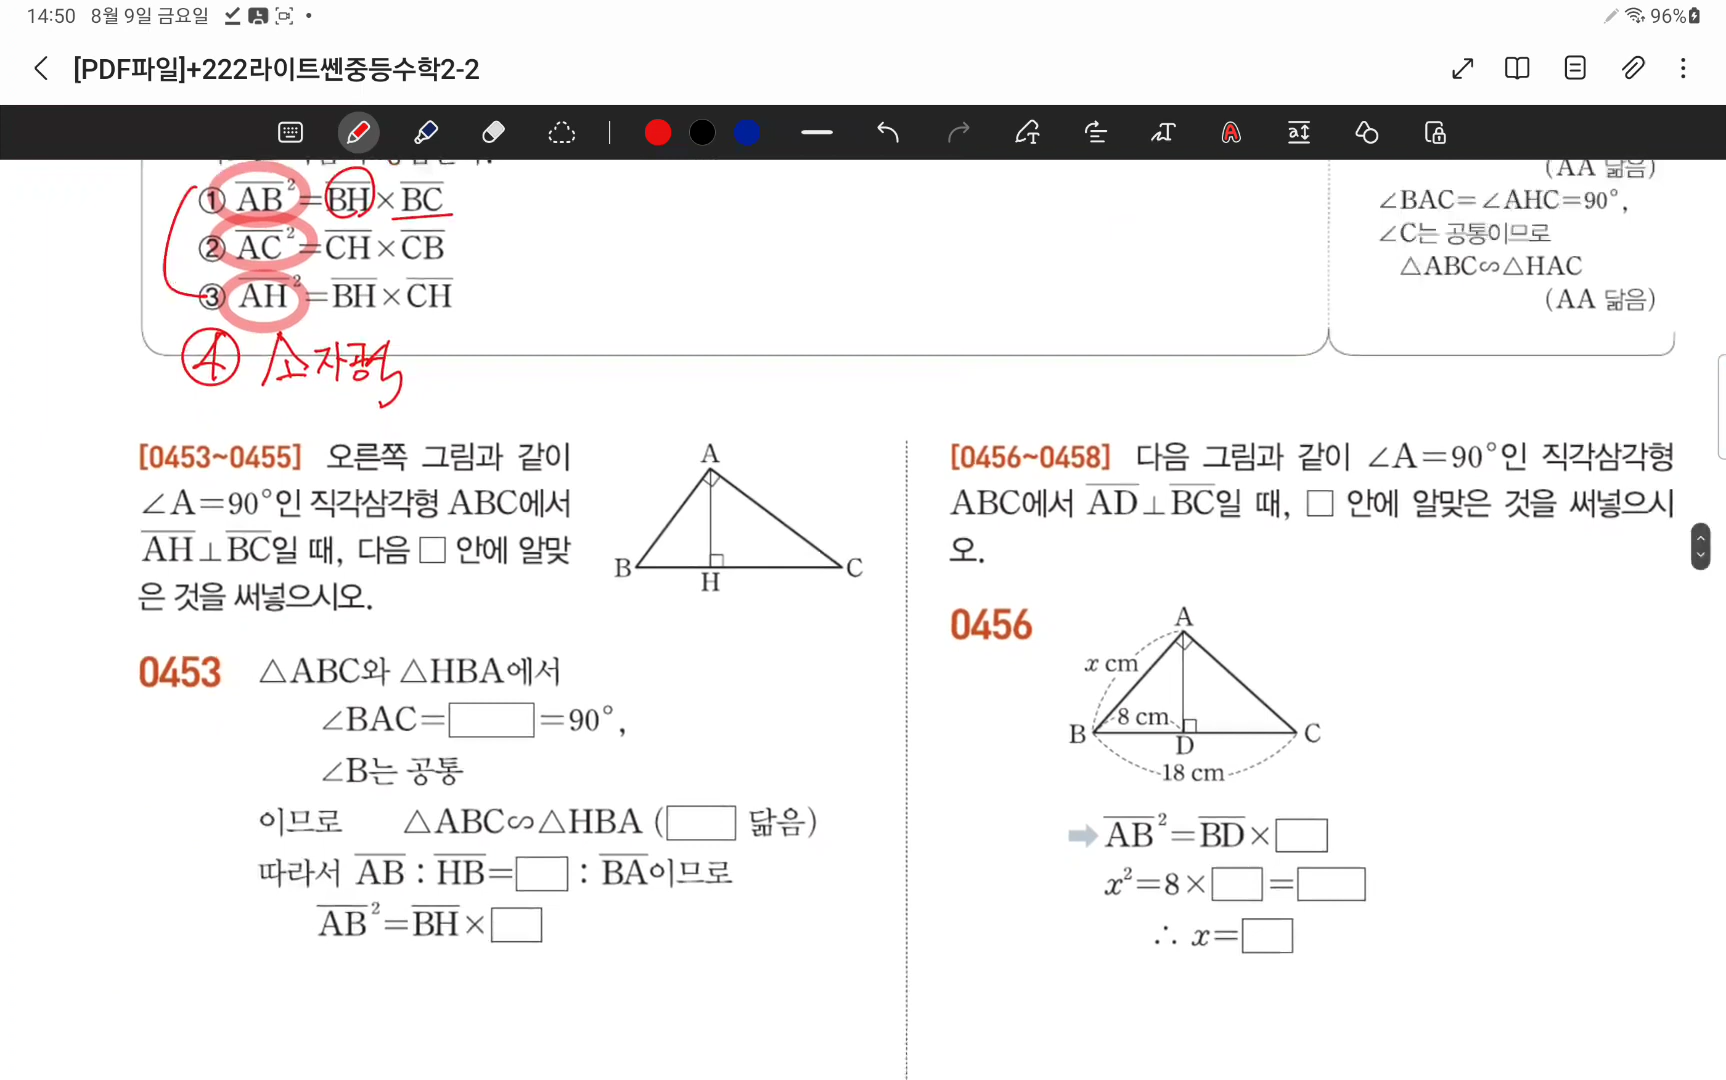 14:50 8월 9일 금요일
96%
[PDF파일]+222라이트쎈중등수학2-2
① AB²=BH×BC
② AC²=CH×CB
③ AH²=BH×CH
④ 소자광석
(AA 닮음)
∠BAC=∠AHC=90°,
∠C는 공통이므로
△ABC∽△HAC
(AA 닮음)
[0453~0455] 오른쪽 그림과 같이
∠A=90°인 직각삼각형 ABC에서
AH⊥BC일 때, 다음 □ 안에 알맞
은 것을 써넣으시오.
A
B
H
C
0453 △ABC와 △HBA에서
∠BAC=□=90°,
∠B는 공통
이므로 △ABC∽△HBA (□ 닮음)
따라서 AB : HB=□ : BA이므로
AB²=BH×□
[0456~0458] 다음 그림과 같이 ∠A=90°인 직각삼각형
ABC에서 AD⊥BC일 때, □ 안에 알맞은 것을 써넣으시
오.
0456
A
x cm
8 cm
B
D
C
18 cm
AB²=BD×□
x²=8×□=□
∴ x=□